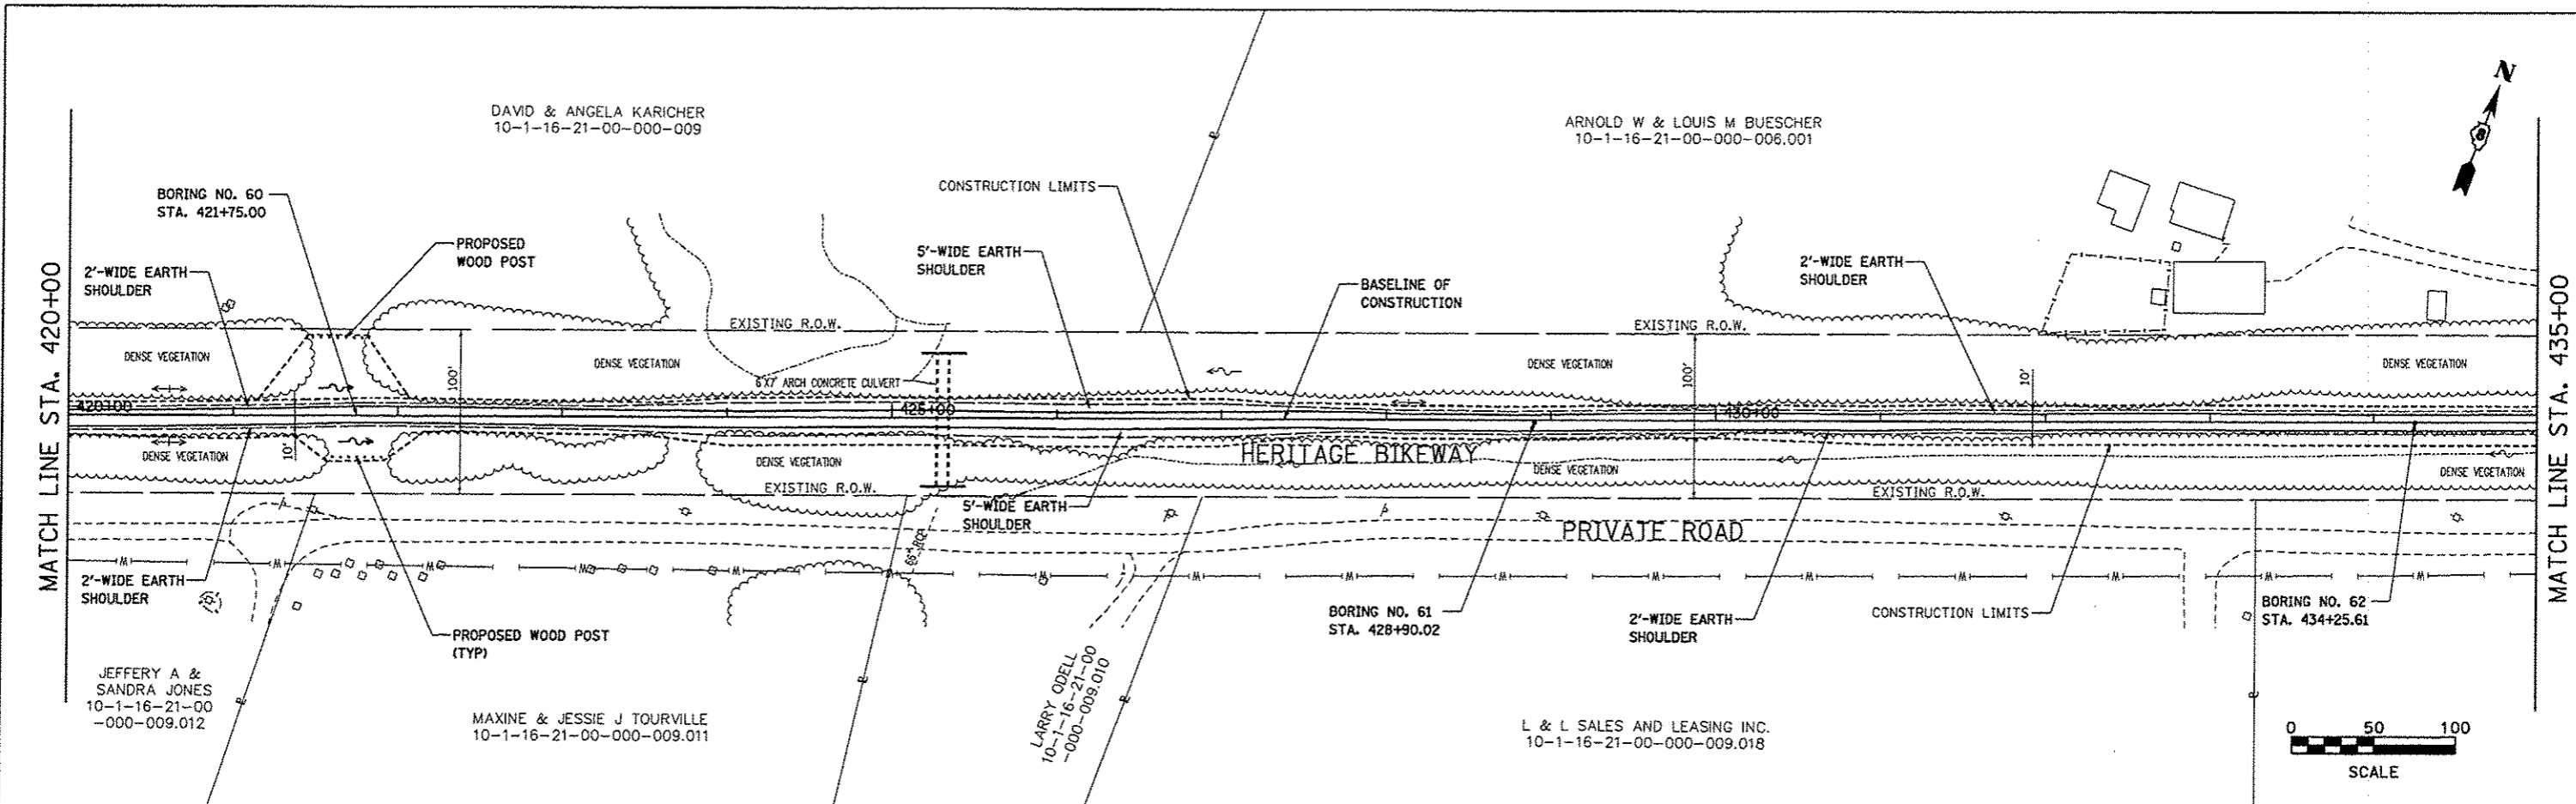 N
8
DAVID & ANGELA KARICHER
10-1-16-21-00-000-009
ARNOLD W & LOUIS M BUESCHER
10-1-16-21-00-000-006.001
BORING NO. 60
STA. 421+75.00
CONSTRUCTION LIMITS
PROPOSED
WOOD POST
5'-WIDE EARTH
SHOULDER
2'-WIDE EARTH
SHOULDER
2'-WIDE EARTH
SHOULDER
BASELINE OF
CONSTRUCTION
MATCH LINE STA. 420+00
MATCH LINE STA. 435+00
EXISTING R.O.W.
EXISTING R.O.W.
DENSE VEGETATION
DENSE VEGETATION
DENSE VEGETATION
DENSE VEGETATION
100'
100'
10'
6'X7' ARCH CONCRETE CULVERT
420+00
425+00
430+00
10'
DENSE VEGETATION
DENSE VEGETATION
HERITAGE BIKEWAY
DENSE VEGETATION
DENSE VEGETATION
EXISTING R.O.W.
EXISTING R.O.W.
5'-WIDE EARTH
SHOULDER
PRIVATE ROAD
66" RCP
W W W W W W W W W W W W W W W W
2'-WIDE EARTH
SHOULDER
PROPOSED WOOD POST
(TYP)
BORING NO. 61
STA. 428+90.02
2'-WIDE EARTH
SHOULDER
CONSTRUCTION LIMITS
BORING NO. 62
STA. 434+25.61
JEFFERY A &
SANDRA JONES
10-1-16-21-00
-000-009.012
MAXINE & JESSIE J TOURVILLE
10-1-16-21-00-000-009.011
LARRY ODELL
10-1-16-21-00
-000-009.010
L & L SALES AND LEASING INC.
10-1-16-21-00-000-009.018
0 50 100
SCALE